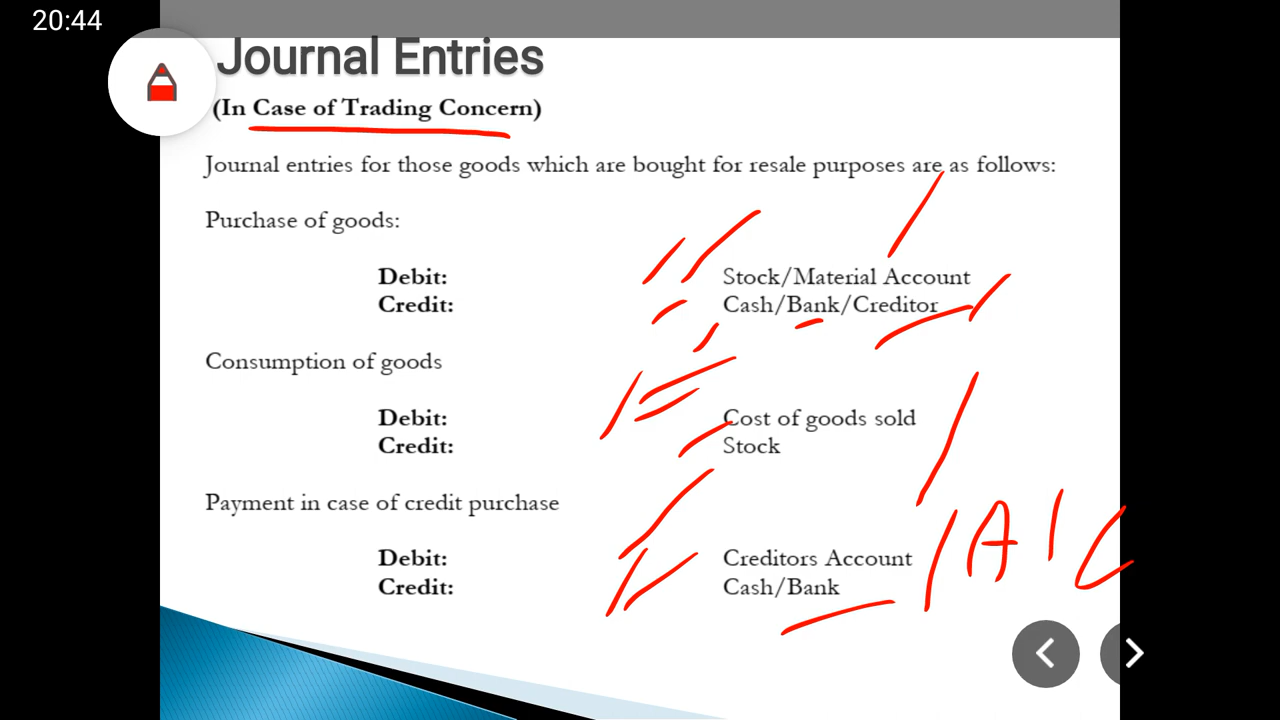 20:44
Journal Entries
(In Case of Trading Concern)
Journal entries for those goods which are bought for resale purposes are as follows:
Purchase of goods:
Debit: Stock/Material Account
Credit: Cash/Bank/Creditor
Consumption of goods
Debit: Cost of goods sold
Credit: Stock
Payment in case of credit purchase
Debit: Creditors Account
Credit: Cash/Bank
A/C